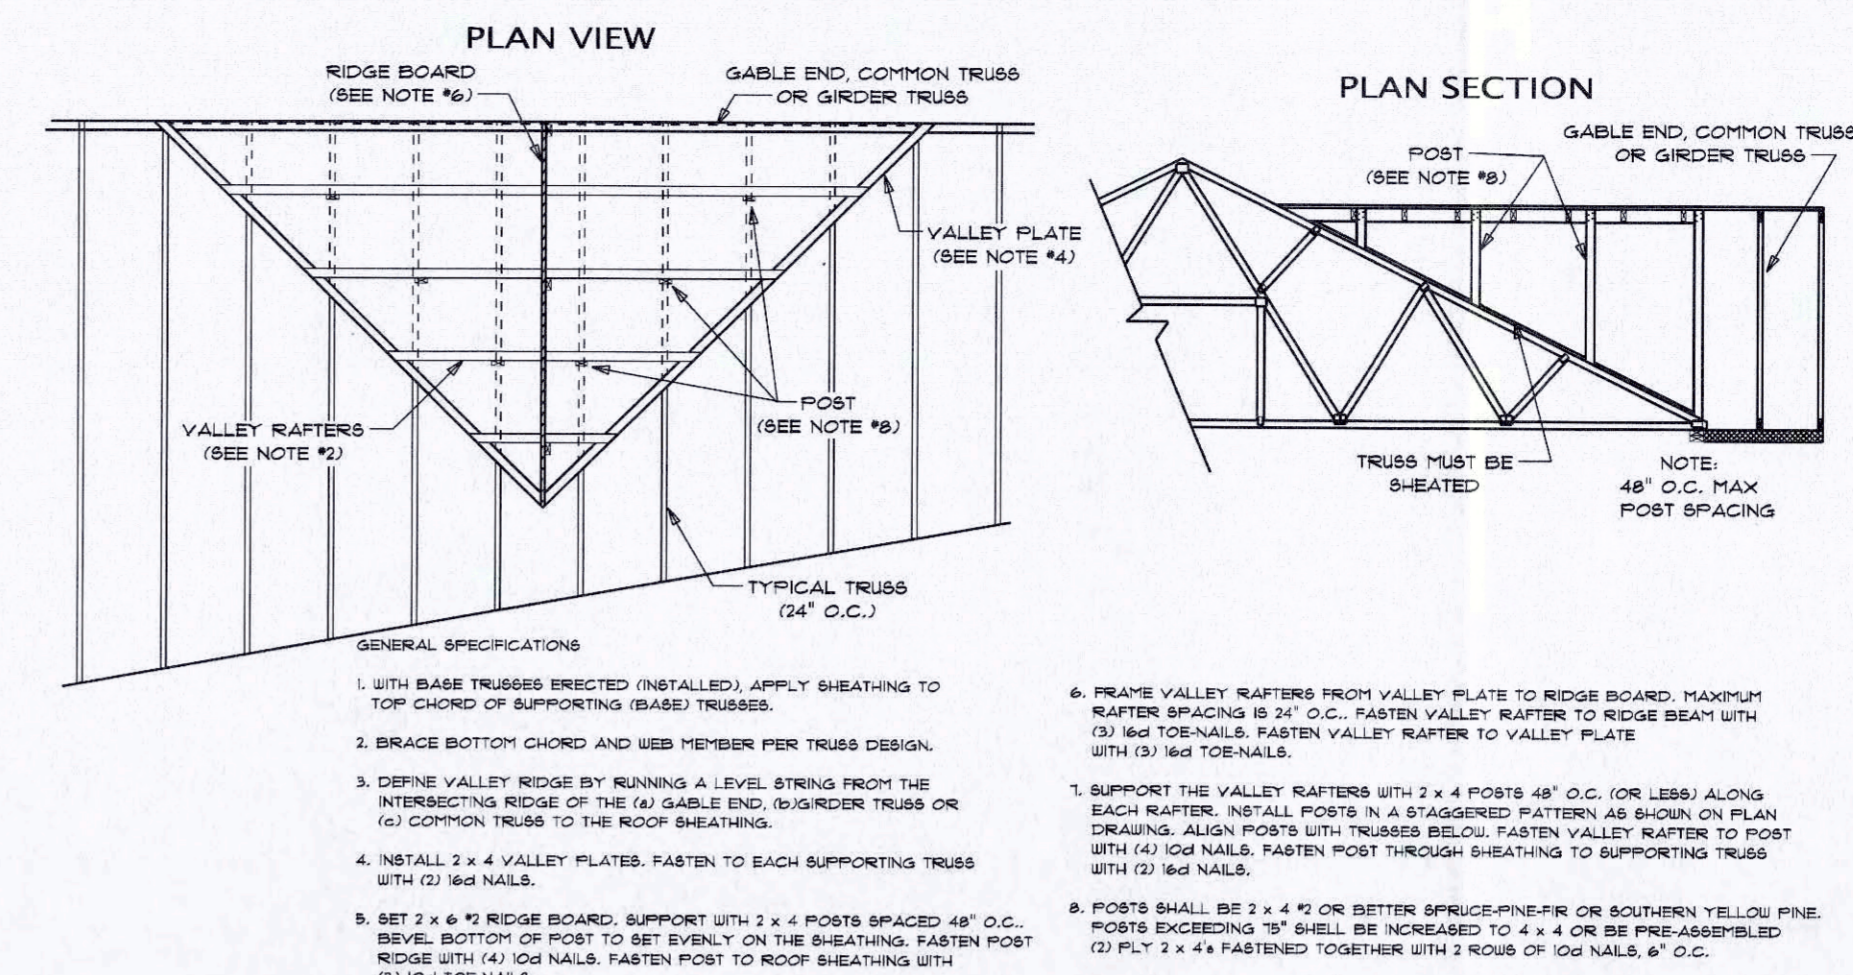 PLAN VIEW
RIDGE BOARD
(SEE NOTE #6)
GABLE END, COMMON TRUSS
OR GIRDER TRUSS
VALLEY PLATE
(SEE NOTE #4)
POST
(SEE NOTE #8)
VALLEY RAFTERS
(SEE NOTE #2)
TYPICAL TRUSS
(24" O.C.)
PLAN SECTION
GABLE END, COMMON TRUSS
OR GIRDER TRUSS
POST
(SEE NOTE #8)
TRUSS MUST BE
SHEATED
NOTE:
48" O.C. MAX
POST SPACING
GENERAL SPECIFICATIONS
1. WITH BASE TRUSSES ERECTED (INSTALLED), APPLY SHEATHING TO
TOP CHORD OF SUPPORTING (BASE) TRUSSES.
2. BRACE BOTTOM CHORD AND WEB MEMBER PER TRUSS DESIGN.
3. DEFINE VALLEY RIDGE BY RUNNING A LEVEL STRING FROM THE
INTERSECTING RIDGE OF THE (a) GABLE END, (b)GIRDER TRUSS OR
(c) COMMON TRUSS TO THE ROOF SHEATHING.
4. INSTALL 2 x 4 VALLEY PLATES. FASTEN TO EACH SUPPORTING TRUSS
WITH (2) 16d NAILS.
5. SET 2 x 6 #2 RIDGE BOARD. SUPPORT WITH 2 x 4 POSTS SPACED 48" O.C..
BEVEL BOTTOM OF POST TO SET EVENLY ON THE SHEATHING. FASTEN POST
RIDGE WITH (4) 10d NAILS. FASTEN POST TO ROOF SHEATHING WITH
6. FRAME VALLEY RAFTERS FROM VALLEY PLATE TO RIDGE BOARD. MAXIMUM
RAFTER SPACING IS 24" O.C.. FASTEN VALLEY RAFTER TO RIDGE BEAM WITH
(3) 16d TOE-NAILS. FASTEN VALLEY RAFTER TO VALLEY PLATE
WITH (3) 16d TOE-NAILS.
7. SUPPORT THE VALLEY RAFTERS WITH 2 x 4 POSTS 48" O.C. (OR LESS) ALONG
EACH RAFTER. INSTALL POSTS IN A STAGGERED PATTERN AS SHOWN ON PLAN
DRAWING. ALIGN POSTS WITH TRUSSES BELOW. FASTEN VALLEY RAFTER TO POST
WITH (4) 10d NAILS. FASTEN POST THROUGH SHEATHING TO SUPPORTING TRUSS
WITH (2) 16d NAILS.
8. POSTS SHALL BE 2 x 4 #2 OR BETTER SPRUCE-PINE-FIR OR SOUTHERN YELLOW PINE.
POSTS EXCEEDING 75" SHELL BE INCREASED TO 4 x 4 OR BE PRE-ASSEMBLED
(2) PLY 2 x 4's FASTENED TOGETHER WITH 2 ROWS OF 10d NAILS, 6" O.C.